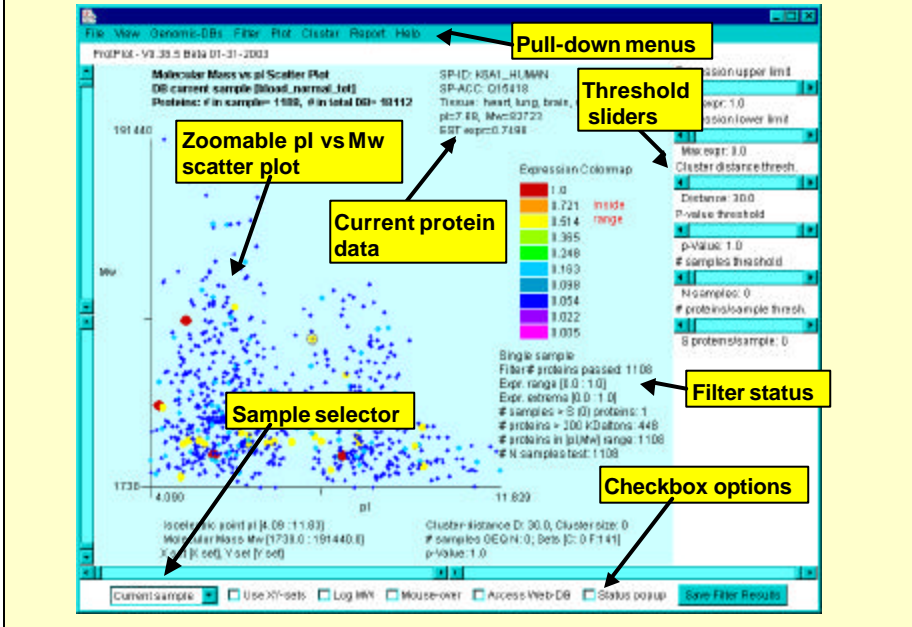 File View Genomic-DBs Filter Plot Cluster Report Help
Pull-down menus
ProtPlot - V0.38.5 Beta 01-31-2003
Molecular Mass vs pI Scatter Plot
DB current sample [blood_normal_tot]
Proteins: # in sample= 1108, # in total DB=
SP-ID: K6A1_HUMAN
SP-ACC: Q15418
Tissue: heart, lung, brain,
pI=7.88, Mw=82723
EST expr=0.7498
Threshold
sliders
ession upper limit
expr: 1.0
ession lower limit
Max expr: 0.0
Cluster distance thresh.
Distance: 30.0
P-value threshold
p-Value: 1.0
# samples threshold
N samples: 0
# proteins/sample thresh.
S proteins/sample: 0
191440
Zoomable pI vs Mw
scatter plot
Current protein
data
Expression Colormap
1.0
0.721
0.514
0.365
0.248
0.163
0.098
0.054
0.022
0.005
Inside
range
Mw
Single sample
Filter # proteins passed: 1108
Expr. range [0.0 : 1.0]
Expr. extrema [0.0 : 1.0]
# samples > S (0) proteins: 1
# proteins > 200 KDaltons: 448
# proteins in [pI,Mw] range: 1108
# N samples test: 1108
Filter status
Sample selector
1738
4.090
pI
11.829
Checkbox options
Isoelectric point pI [4.09 : 11.83]
Molecular Mass Mw [1738.0 : 191440.0]
X set [X set], Y set [Y set]
Cluster distance D: 30.0, Cluster size: 0
# samples GEQ N: 0; Sets [C: 0 F:141]
p-Value: 1.0
Current sample
Use XY-sets
Log MW
Mouse-over
Access Web-DB
Status popup
Save Filter Results